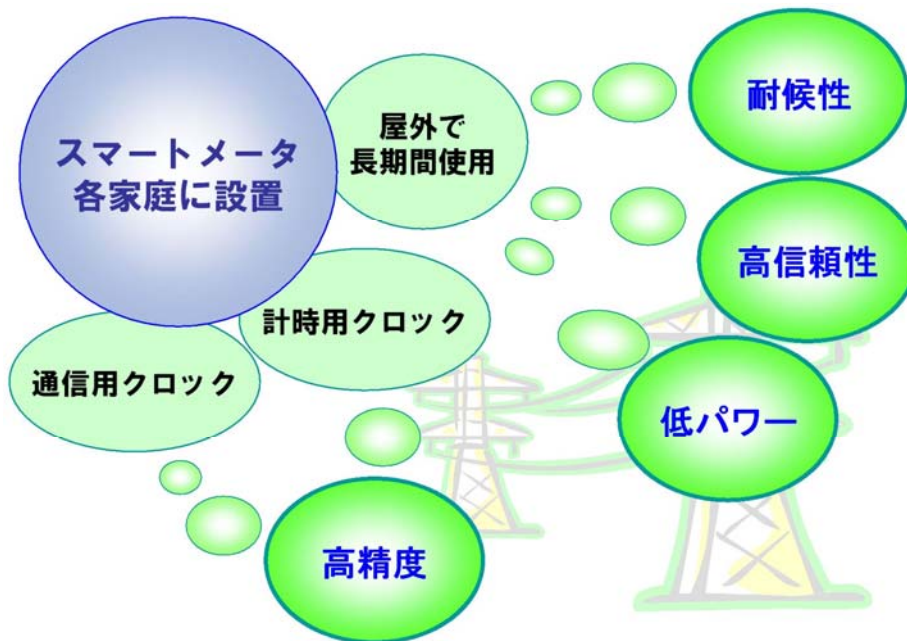 スマートメータ
各家庭に設置
屋外で
長期間使用
耐候性
高信頼性
計時用クロック
通信用クロック
低パワー
高精度